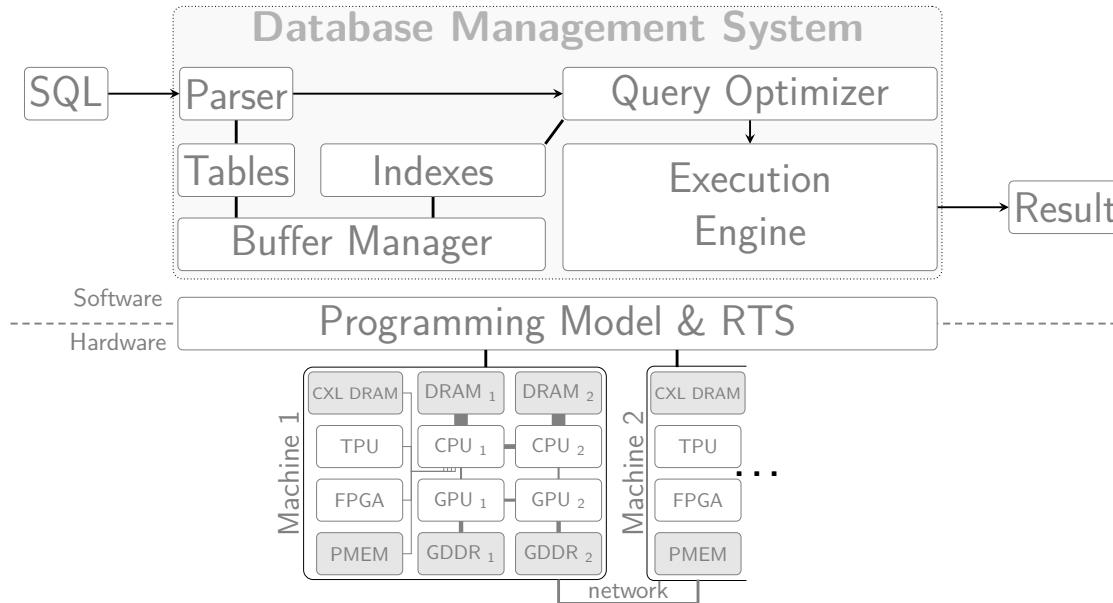 Database Management System
SQL
Parser
Query Optimizer
Tables
Indexes
Execution
Engine
Result
Buffer Manager
Software
Programming Model & RTS
Hardware
Machine 1
CXL DRAM
DRAM 1
DRAM 2
TPU
CPU 1
CPU 2
FPGA
GPU 1
GPU 2
PMEM
GDDR 1
GDDR 2
Machine 2
CXL DRAM
TPU
FPGA
PMEM
...
network